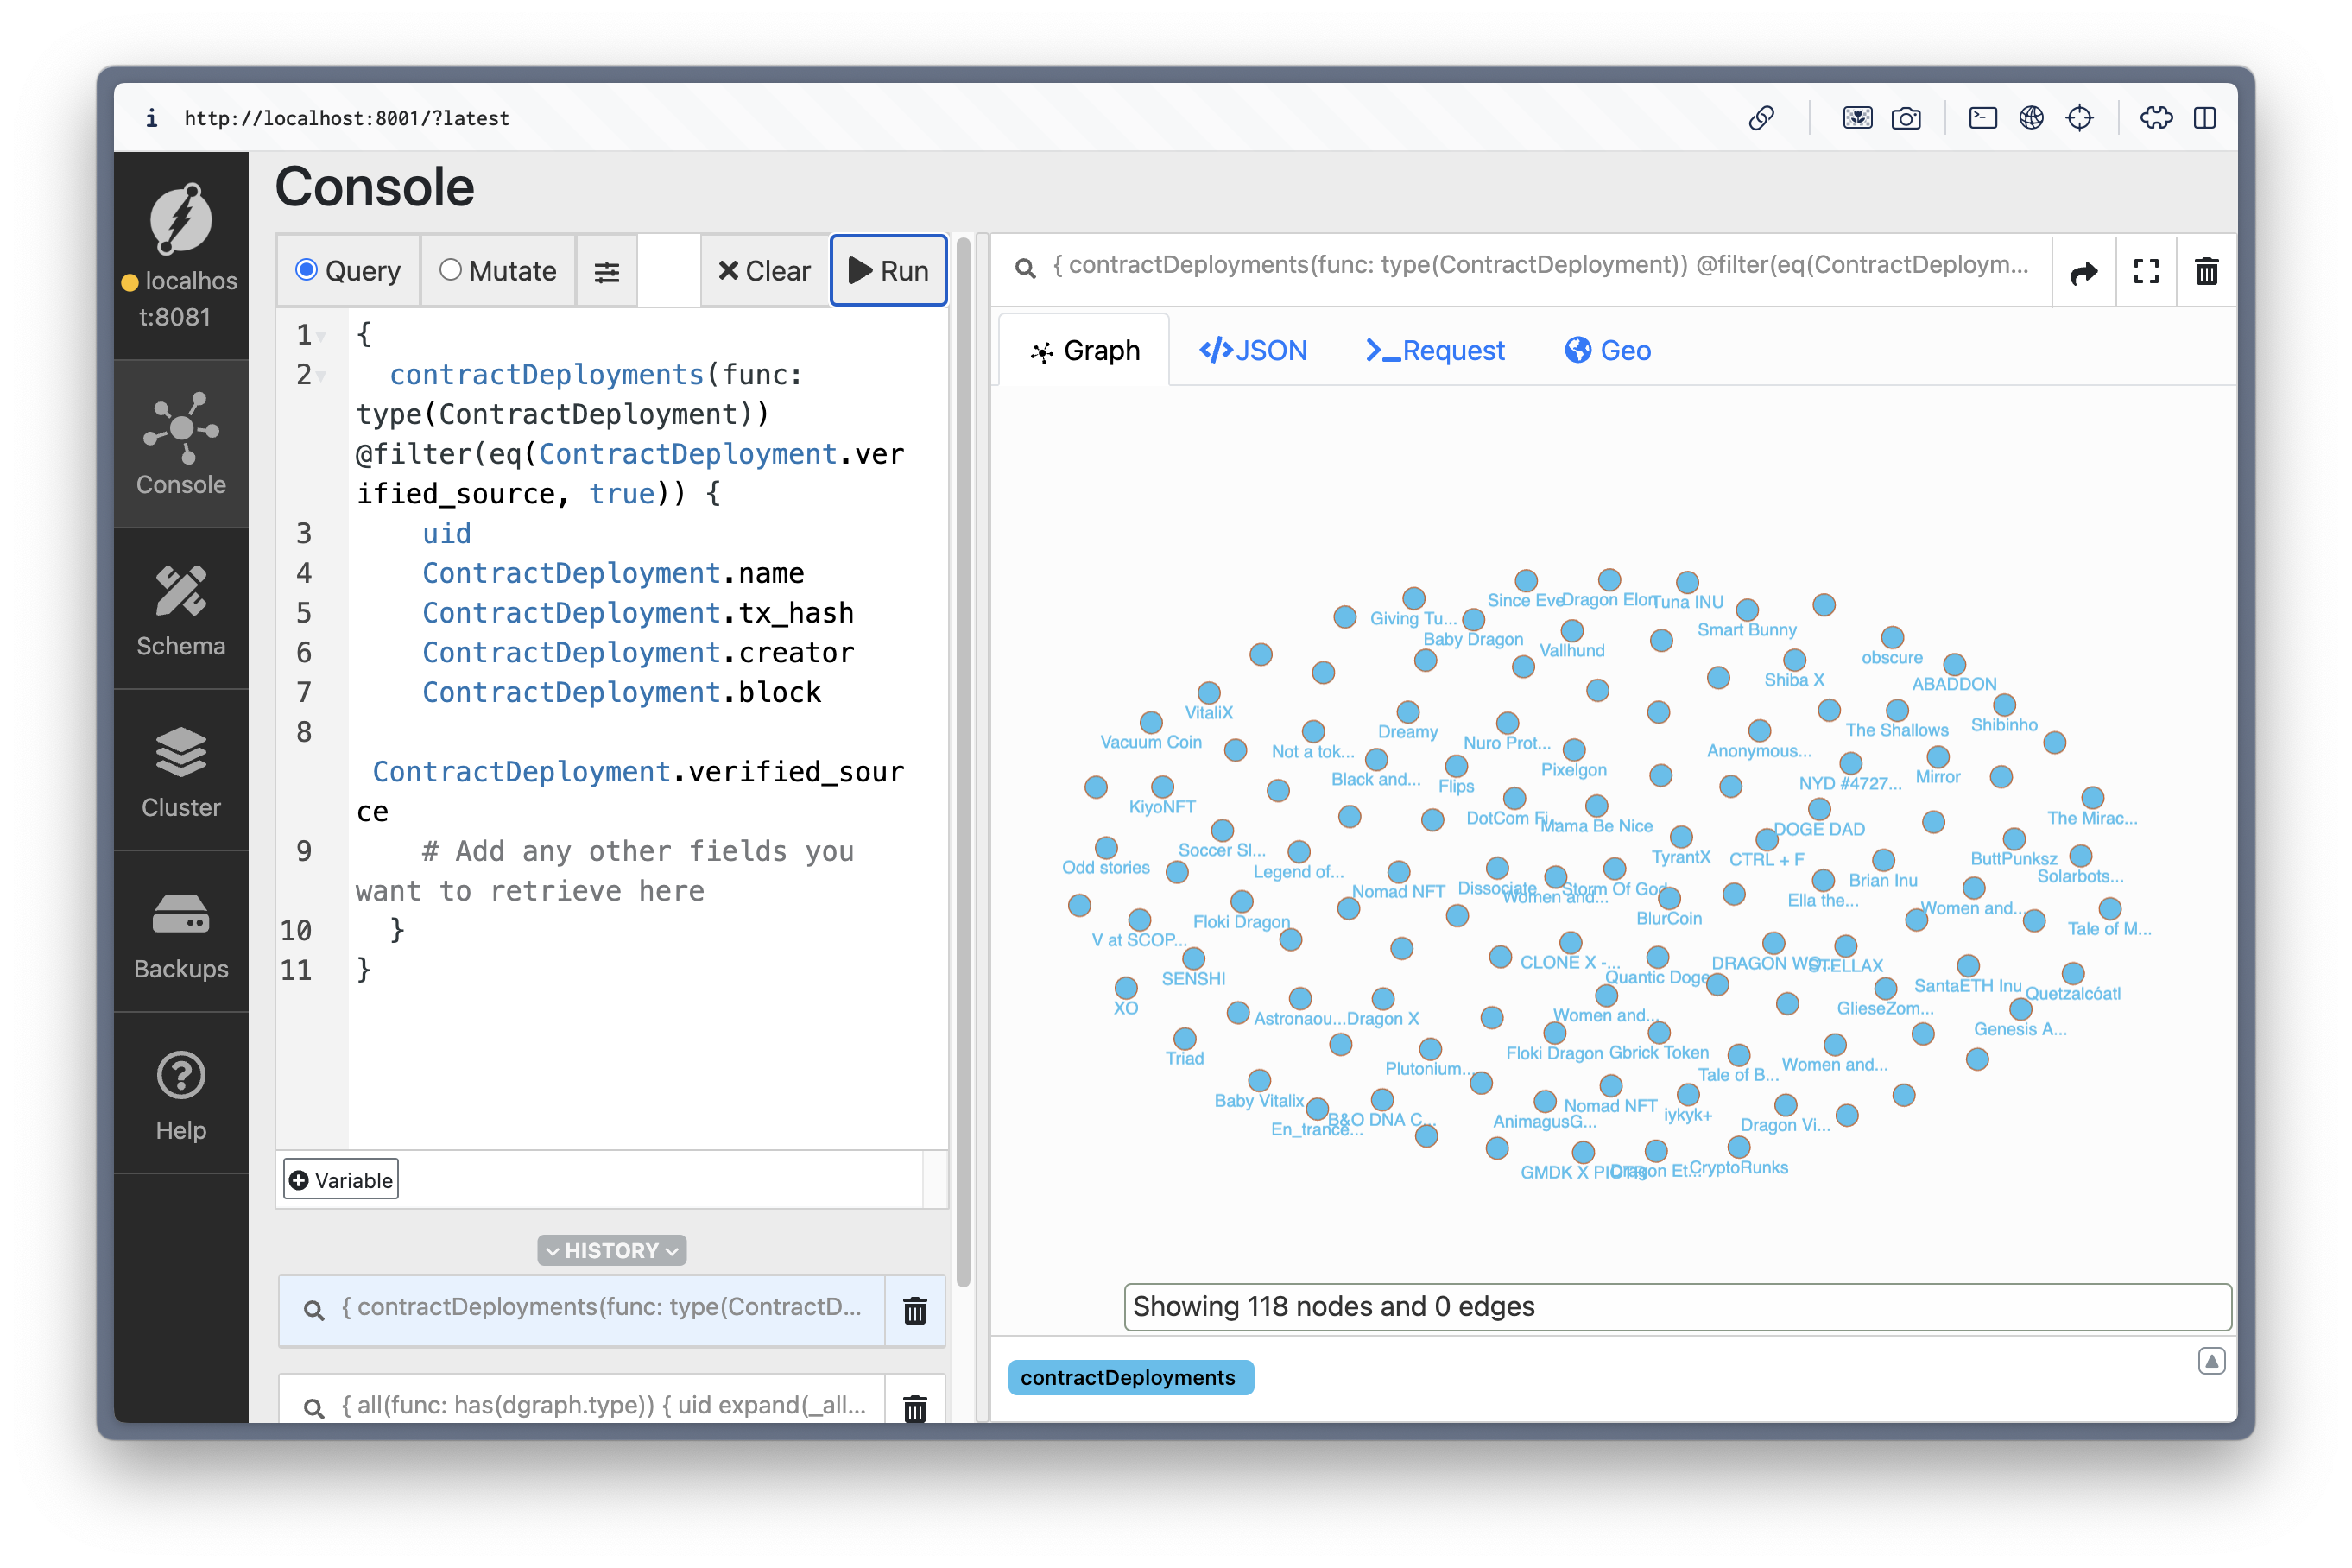 http://localhost:8001/?latest
localhos
t:8081
Console
Schema
Cluster
Backups
Help
Console
Query
Mutate
Clear
Run
1 {
2   contractDeployments(func:
type(ContractDeployment))
@filter(eq(ContractDeployment.ver
ified_source, true)) {
3     uid
4     ContractDeployment.name
5     ContractDeployment.tx_hash
6     ContractDeployment.creator
7     ContractDeployment.block
8
ContractDeployment.verified_sour
ce
9     # Add any other fields you
want to retrieve here
10   }
11 }
Variable
HISTORY
{ contractDeployments(func: type(ContractD...
{ all(func: has(dgraph.type)) { uid expand(_all...
{ contractDeployments(func: type(ContractDeployment)) @filter(eq(ContractDeploym...
Graph
JSON
Request
Geo
Since Eve
Dragon Elon
Tuna INU
Giving Tu...
Baby Dragon
Smart Bunny
Vallhund
obscure
Shiba X
ABADDON
VitaliX
Shibinho
Dreamy
The Shallows
Vacuum Coin
Nuro Prot...
Not a tok...
Anonymous...
Pixelgon
Black and...
Mirror
NYD #4727...
Flips
KiyoNFT
DotCom Fi...
The Mirac...
Mama Be Nice
DOGE DAD
Soccer Sl...
TyrantX
CTRL + F
ButtPunksz
Odd stories
Legend of...
Solarbots...
Brian Inu
Nomad NFT
Dissociate
Storm Of God
Women and...
Ella the...
Women and...
BlurCoin
Floki Dragon
Tale of M...
V at SCOP...
CLONE X -...
DRAGON WO...
STELLAX
SENSHI
Quantic Doge
SantaETH Inu
Quetzalcóatl
XO
GlieseZom...
Women and...
Astronaou...
Dragon X
Genesis A...
Triad
Floki Dragon
Gbrick Token
Women and...
Plutonium...
Tale of B...
Baby Vitalix
Nomad NFT
iykyk+
B&O DNA C...
AnimagusG...
Dragon Vi...
En_trance...
GMDK X PIOTR
Dragon Et...
CryptoRunks
Showing 118 nodes and 0 edges
contractDeployments